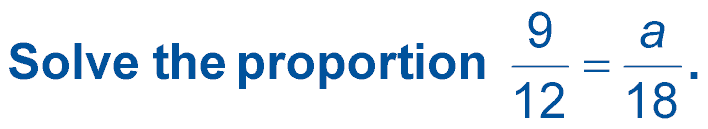 Solve the proportion 9/12 = a/18.